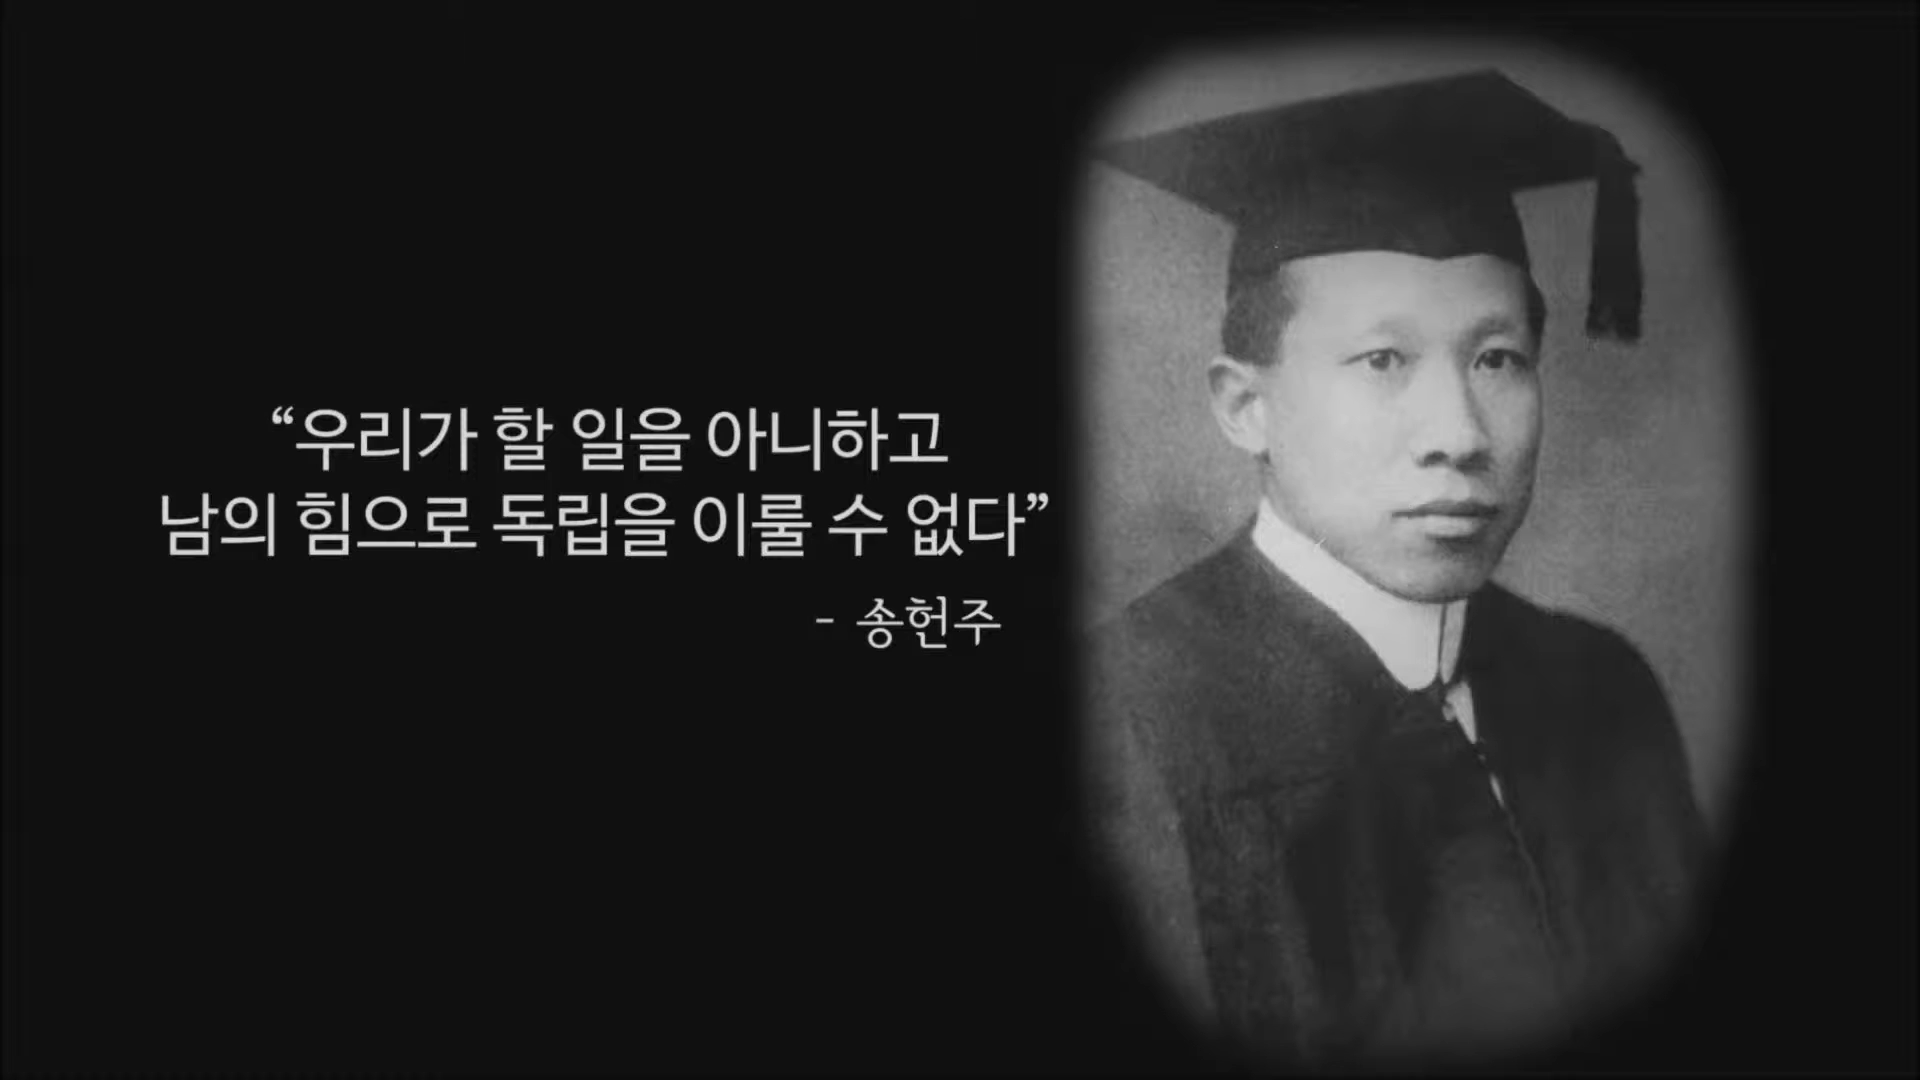 “우리가 할 일을 아니하고
남의 힘으로 독립을 이룰 수 없다”
- 송헌주